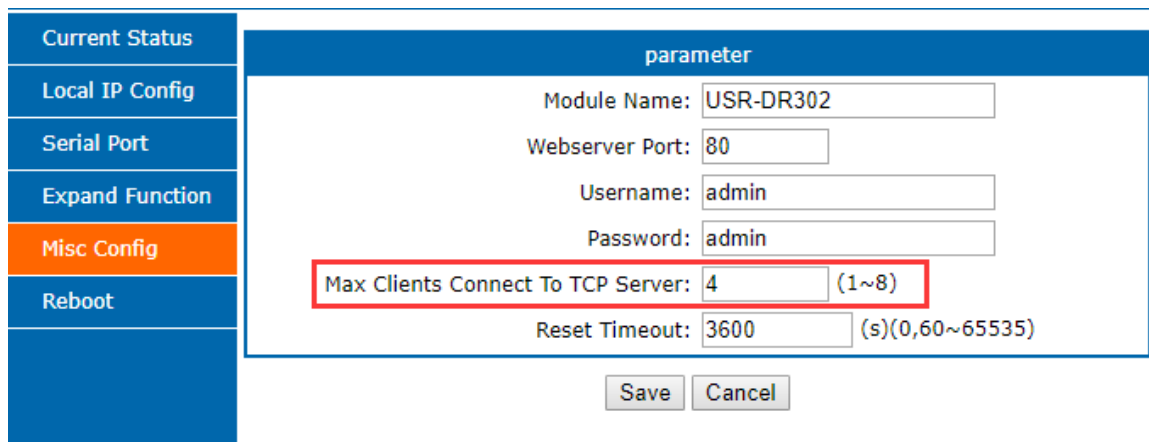 Current Status
Local IP Config
Serial Port
Expand Function
Misc Config
Reboot
parameter
Module Name: USR-DR302
Webserver Port: 80
Username: admin
Password: admin
Max Clients Connect To TCP Server: 4 (1~8)
Reset Timeout: 3600 (s)(0,60~65535)
Save Cancel